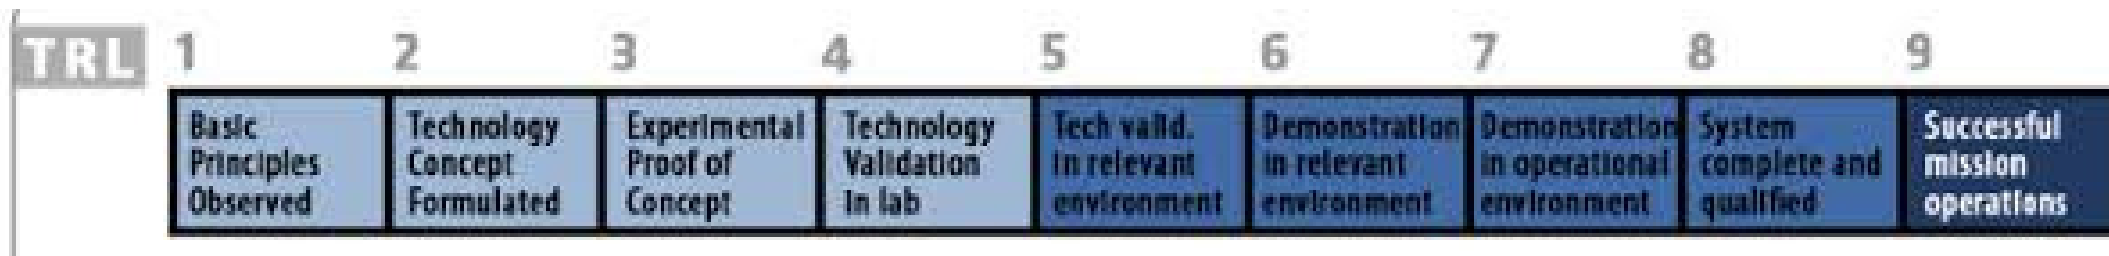 TRL 1 2 3 4 5 6 7 8 9
Basic
Principles
Observed
Technology
Concept
Formulated
Experimental
Proof of
Concept
Technology
Validation
In lab
Tech valid.
in relevant
environment
Demonstration
in relevant
environment
Demonstration
in operational
environment
System
complete and
qualified
Successful
mission
operations